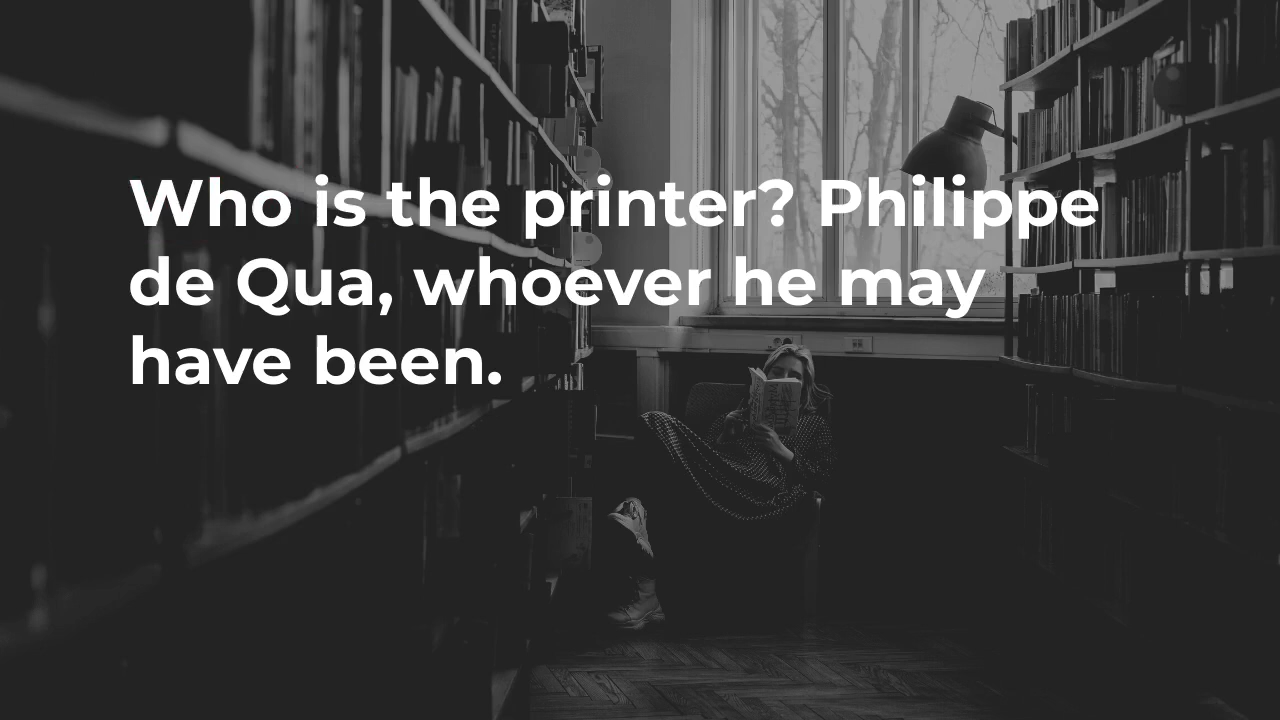 Who is the printer? Philippe
de Qua, whoever he may
have been.